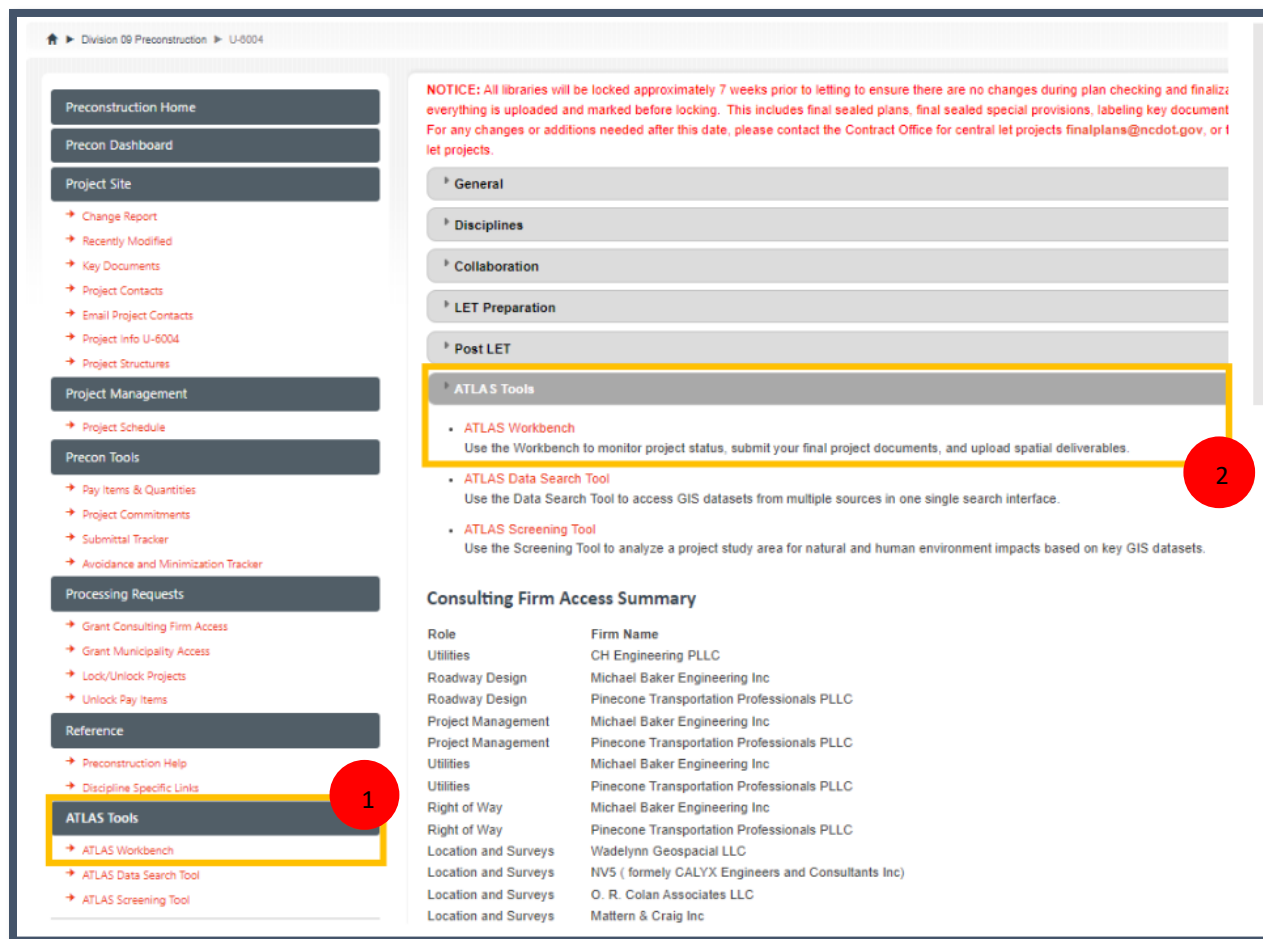 Division 09 Preconstruction ► U-6004
Preconstruction Home
Precon Dashboard
Project Site
Change Report
Recently Modified
Key Documents
Project Contacts
Email Project Contacts
Project Info U-6004
Project Structures
Project Management
Project Schedule
Precon Tools
Pay Items & Quantities
Project Commitments
Submittal Tracker
Avoidance and Minimization Tracker
Processing Requests
Grant Consulting Firm Access
Grant Municipality Access
Lock/Unlock Projects
Unlock Pay Items
Reference
Preconstruction Help
Discipline Specific Links
1
ATLAS Tools
ATLAS Workbench
ATLAS Data Search Tool
ATLAS Screening Tool
NOTICE: All libraries will be locked approximately 7 weeks prior to letting to ensure there are no changes during plan checking and finaliza
everything is uploaded and marked before locking. This includes final sealed plans, final sealed special provisions, labeling key document
For any changes or additions needed after this date, please contact the Contract Office for central let projects finalplans@ncdot.gov, or
let projects.
General
Disciplines
Collaboration
LET Preparation
Post LET
ATLAS Tools
• ATLAS Workbench
Use the Workbench to monitor project status, submit your final project documents, and upload spatial deliverables.
2
• ATLAS Data Search Tool
Use the Data Search Tool to access GIS datasets from multiple sources in one single search interface.
• ATLAS Screening Tool
Use the Screening Tool to analyze a project study area for natural and human environment impacts based on key GIS datasets.
Consulting Firm Access Summary
Role Firm Name
Utilities CH Engineering PLLC
Roadway Design Michael Baker Engineering Inc
Roadway Design Pinecone Transportation Professionals PLLC
Project Management Michael Baker Engineering Inc
Project Management Pinecone Transportation Professionals PLLC
Utilities Michael Baker Engineering Inc
Utilities Pinecone Transportation Professionals PLLC
Right of Way Michael Baker Engineering Inc
Right of Way Pinecone Transportation Professionals PLLC
Location and Surveys Wadelynn Geospacial LLC
Location and Surveys NV5 ( formely CALYX Engineers and Consultants Inc)
Location and Surveys O. R. Colan Associates LLC
Location and Surveys Mattern & Craig Inc